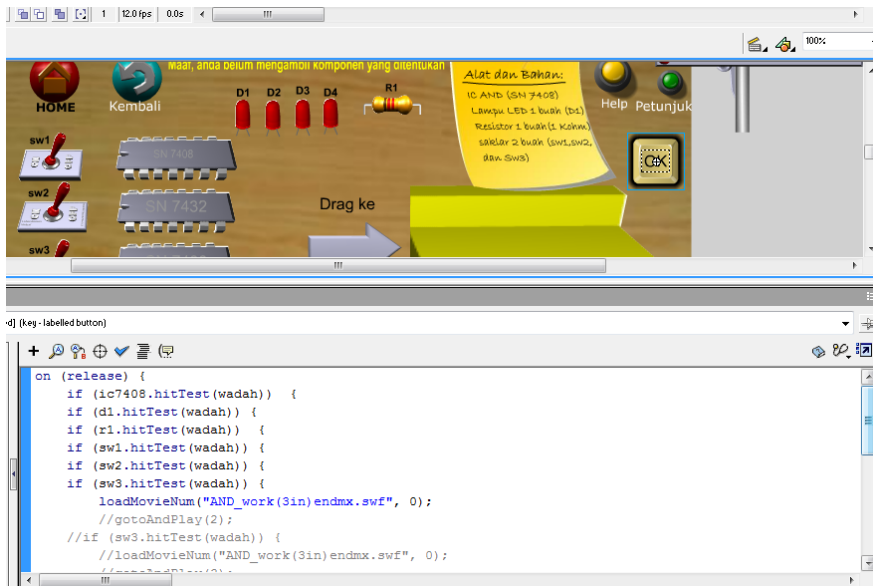 1 12.0 fps 0.0s
100%
Maaf, anda belum mengambil komponen yang ditentukan
HOME
Kembali
D1 D2 D3 D4
R1
Alat dan Bahan:
IC AND (SN 7408)
Lampu LED 1 buah (D1)
Resistor 1 buah(1 Kohm)
saklar 2 buah (sw1,sw2,
dan Sw3)
Help Petunjuk
OK
sw1
SN 7408
sw2
SN 7432
Drag ke
sw3
ed] (key - labelled button)
on (release) {
if (ic7408.hitTest(wadah)) {
if (d1.hitTest(wadah)) {
if (r1.hitTest(wadah)) {
if (sw1.hitTest(wadah)) {
if (sw2.hitTest(wadah)) {
if (sw3.hitTest(wadah)) {
loadMovieNum("AND_work(3in)endmx.swf", 0);
//gotoAndPlay(2);
//if (sw3.hitTest(wadah)) {
//loadMovieNum("AND_work(3in)endmx.swf", 0);
//gotoAndPlay(2);